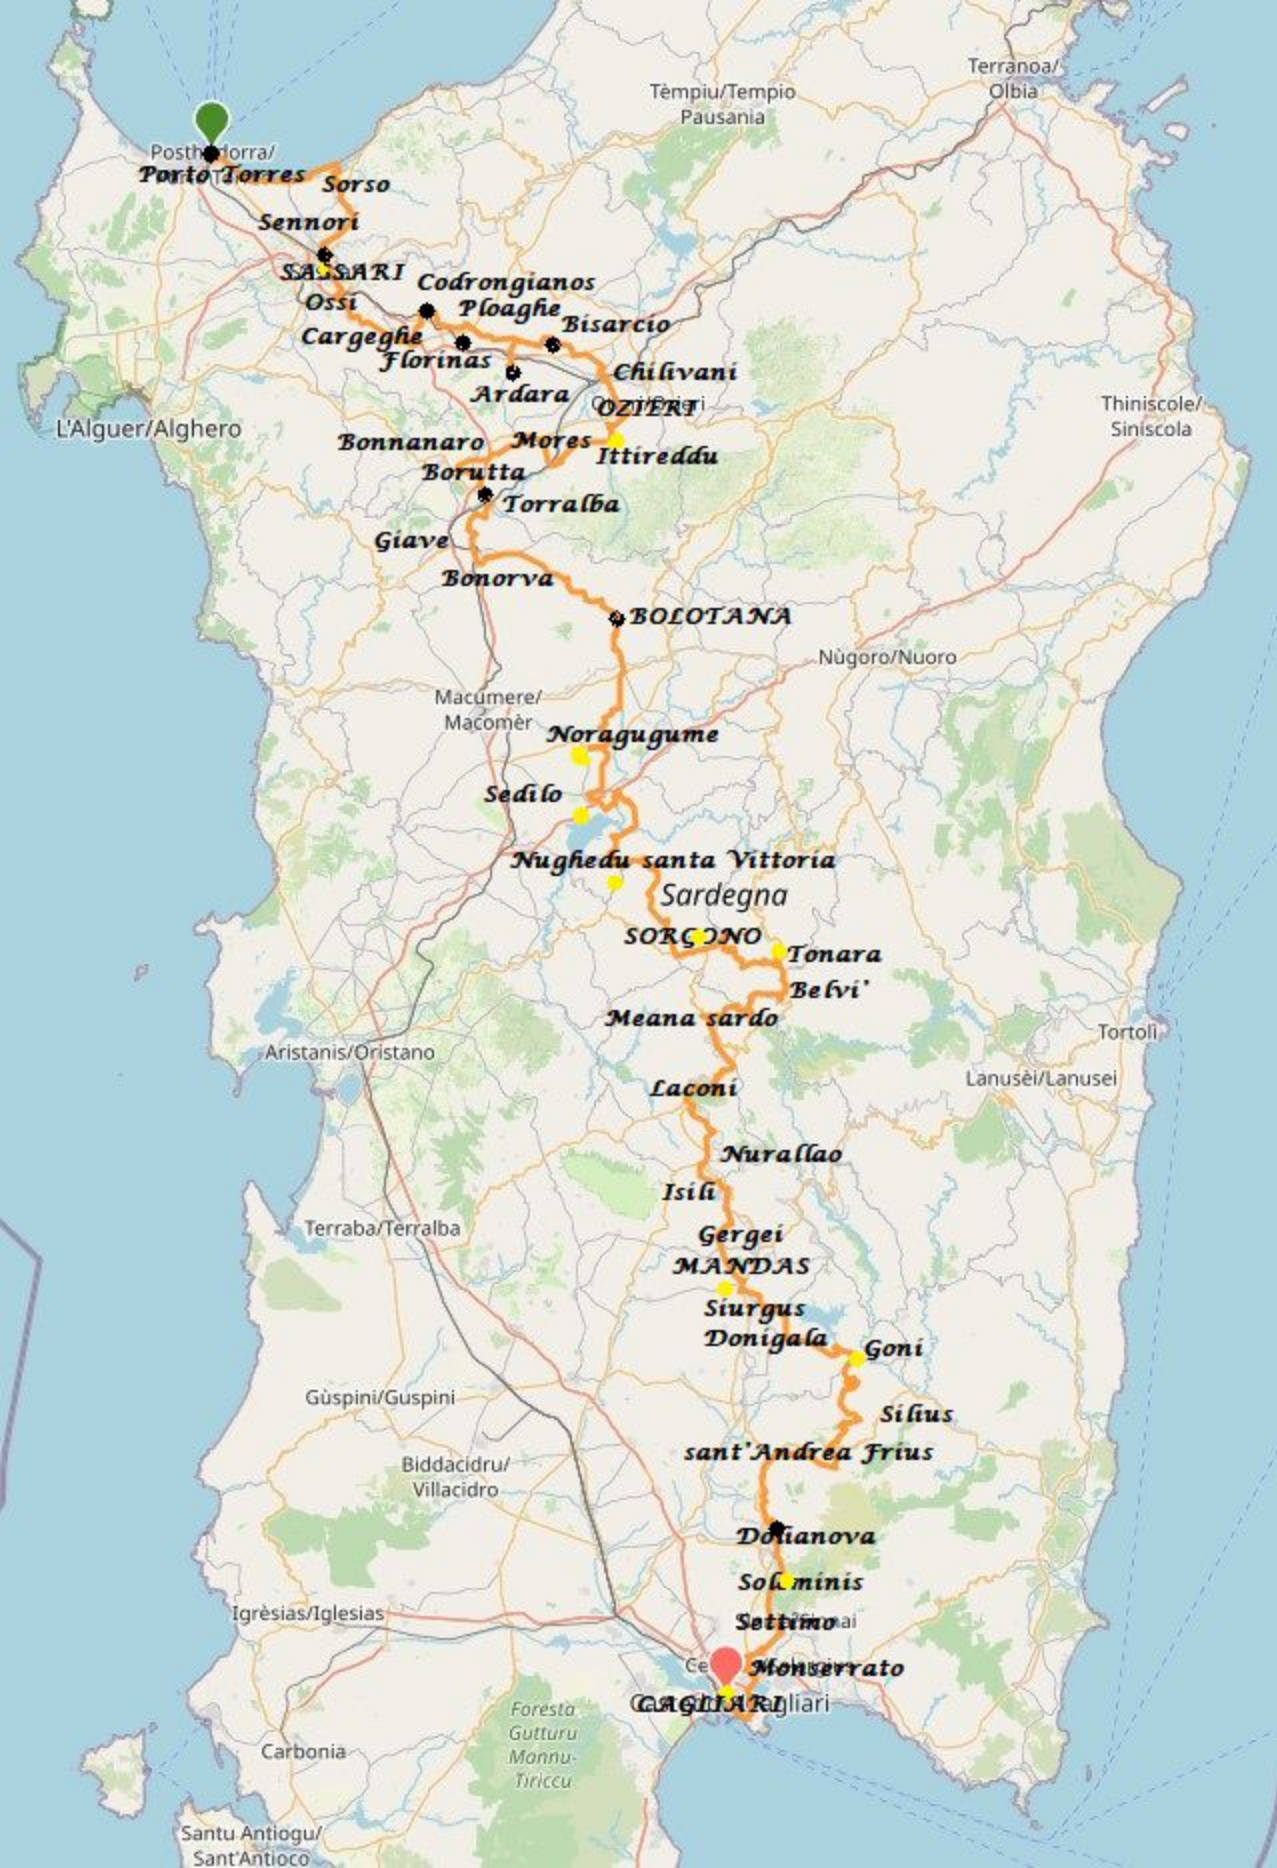 Terranoa/
Olbia
Tèmpiu/Tempio
Pausania
Porto Torres
Sorso
Sennori
SASSARI
Codrongianos
Ossi
Ploaghe
Bisarcio
Cargeghe
Florinas
Chilivani
Ardara
OZIERI
Thiniscole/
Siniscola
L'Alguer/Alghero
Bonnanaro
Mores
Ittireddu
Borutta
Torralba
Giave
Bonorva
BOLOTANA
Nùgoro/Nuoro
Macumere/
Macomèr
Noragugume
Sedilo
Nughedu santa Vittoria
Sardegna
SORGONO
Tonara
Belvi'
Meana sardo
Tortolì
Aristanis/Oristano
Lanusèi/Lanusei
Laconi
Nurallao
Isili
Terraba/Terralba
Gergei
MANDAS
Siurgus
Donigala
Goni
Gùspini/Guspini
Silius
sant'Andrea Frius
Biddacidru/
Villacidro
Dolianova
Soleminis
Igrèsias/Iglesias
Settimo
Monserrato
CAGLIARI
Foresta
Gutturu
Mannu-
Tiriccu
Carbonia
Santu Antiogu/
Sant'Antioco